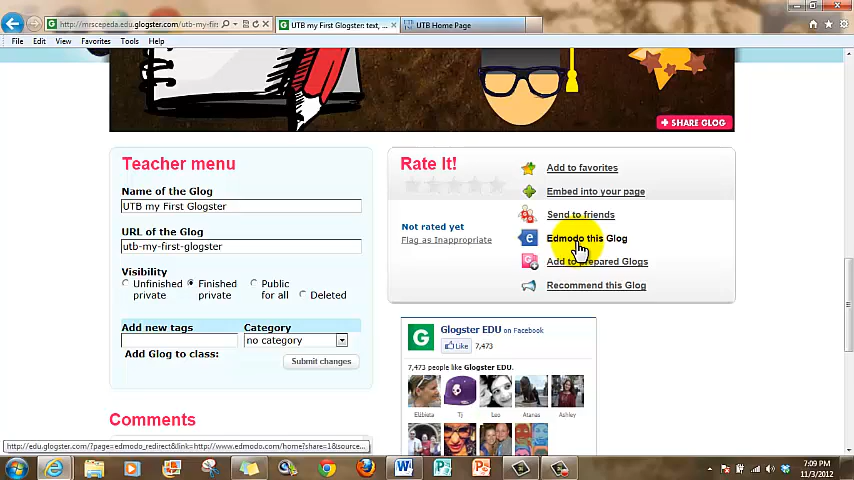 http://mrscepeda.edu.glogster.com/utb-my-fir
UTB my First Glogster: text, ...
UTB Home Page
File Edit View Favorites Tools Help
+ SHARE GLOG
Teacher menu
Name of the Glog
UTB my First Glogster
URL of the Glog
utb-my-first-glogster
Visibility
Unfinished private
Finished private
Public for all
Deleted
Add new tags
Category
no category
Add Glog to class:
Submit changes
Comments
Rate It!
Not rated yet
Flag as Inappropriate
Add to favorites
Embed into your page
Send to friends
Edmodo this Glog
Add to prepared Glogs
Recommend this Glog
G
Glogster EDU on Facebook
Like 7,473
7,473 people like Glogster EDU.
Elżbieta Tj Leo Atanas Ashley
http://edu.glogster.com/?page=edmodo_redirect&link=http://www.edmodo.com/home?share=1&source...
7:09 PM
11/3/2012